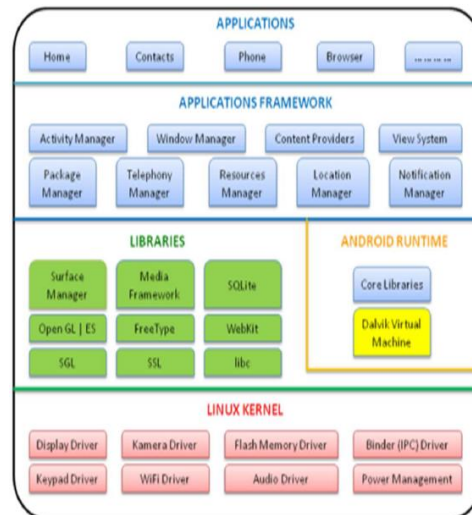 APPLICATIONS
Home Contacts Phone Browser ... ... ... ...
APPLICATIONS FRAMEWORK
Activity Manager Window Manager Content Providers View System
Package Manager Telephony Manager Resources Manager Location Manager Notification Manager
LIBRARIES
Surface Manager Media Framework SQLite
Open GL | ES FreeType WebKit
SGL SSL libc
ANDROID RUNTIME
Core Libraries
Dalvik Virtual Machine
LINUX KERNEL
Display Driver Kamera Driver Flash Memory Driver Binder (IPC) Driver
Keypad Driver WiFi Driver Audio Driver Power Management